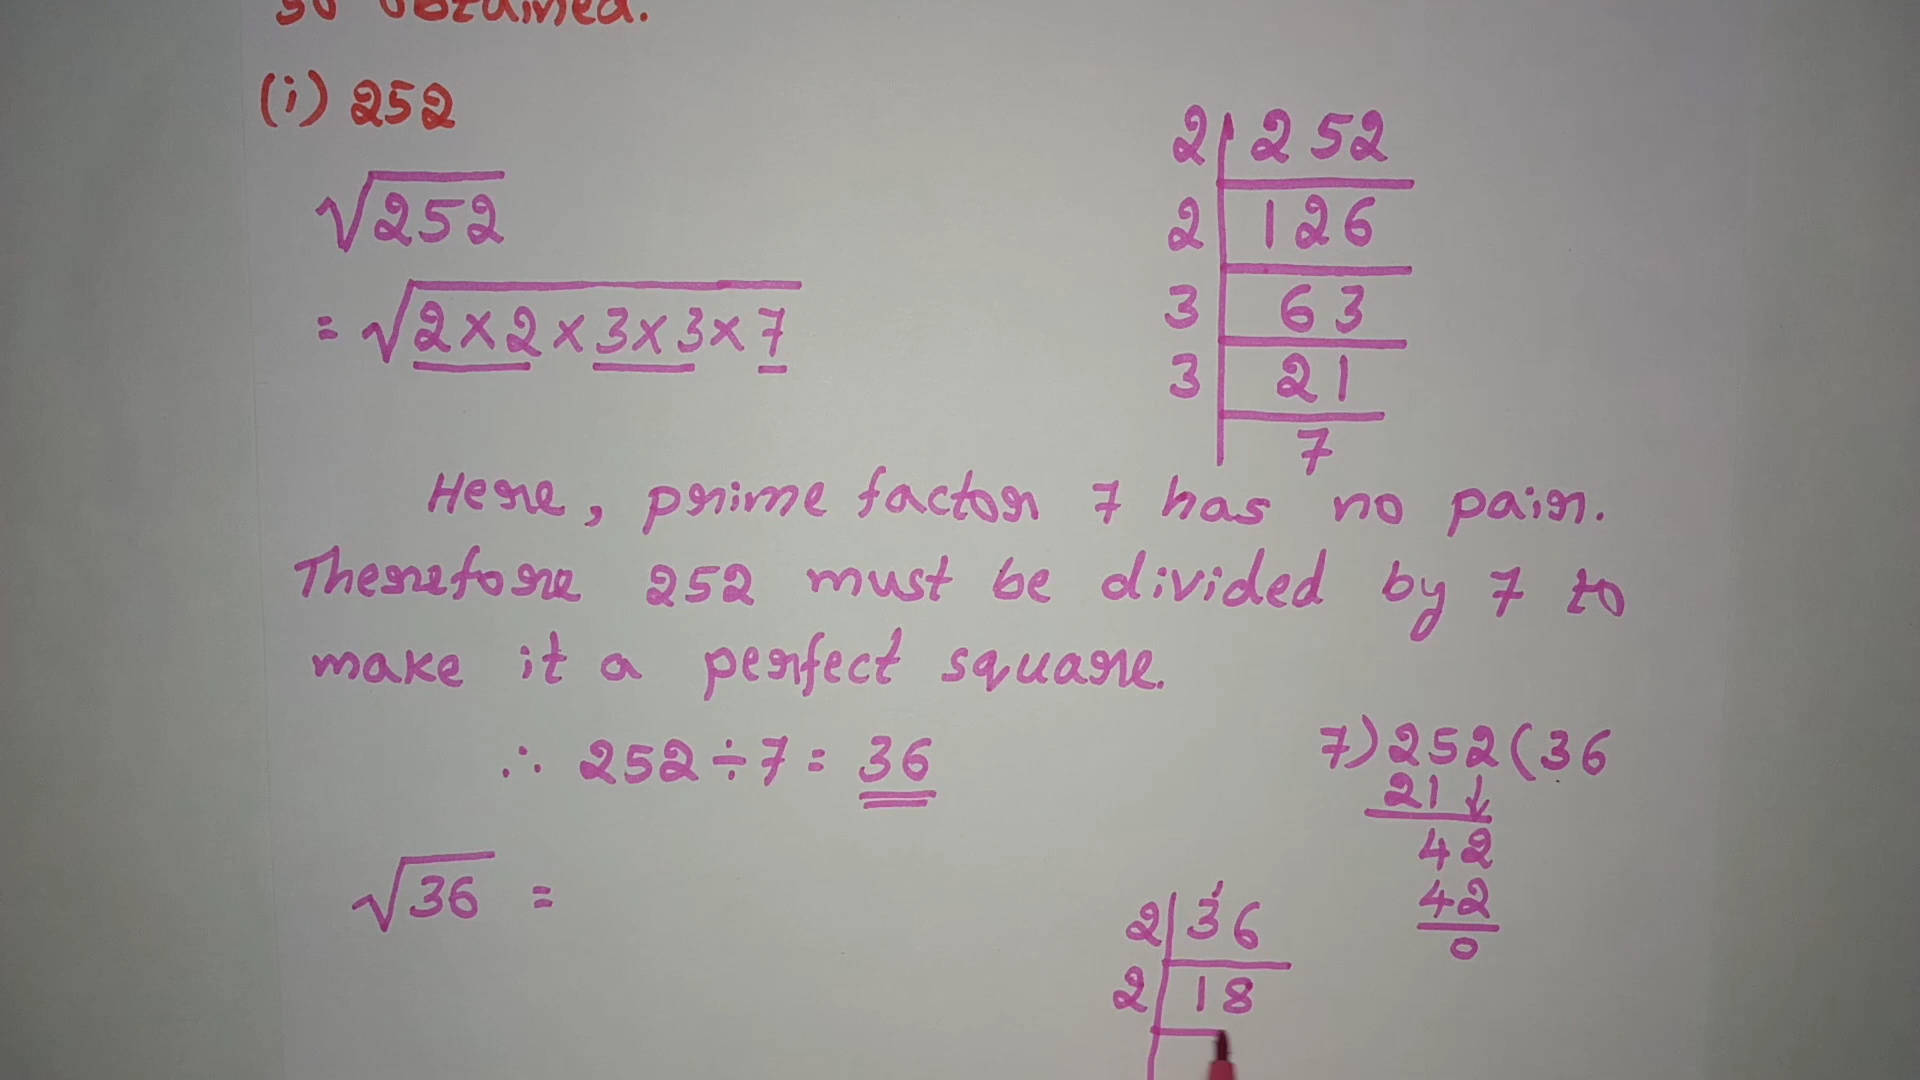 so obtained.
(i) 252
√252
= √2×2×3×3×7
2 | 252
2 | 126
3 | 63
3 | 21
7
Here, prime factor 7 has no pair.
Therefore 252 must be divided by 7 to
make it a perfect square.
∴ 252÷7 = 36
7)252(36
21↓
42
42
0
√36 =
2 | 36
2 | 18